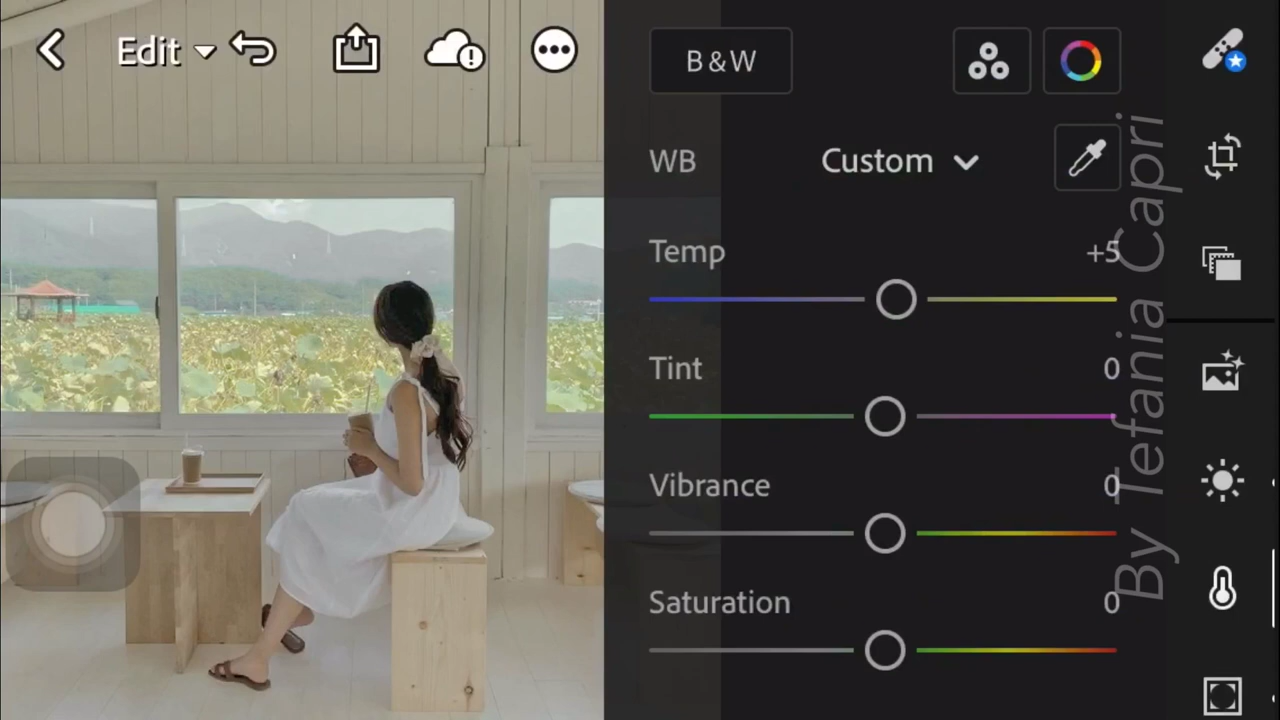 Edit
B&W
WB Custom
Temp +5
Tint 0
Vibrance 0
Saturation 0
By Tefania Capri